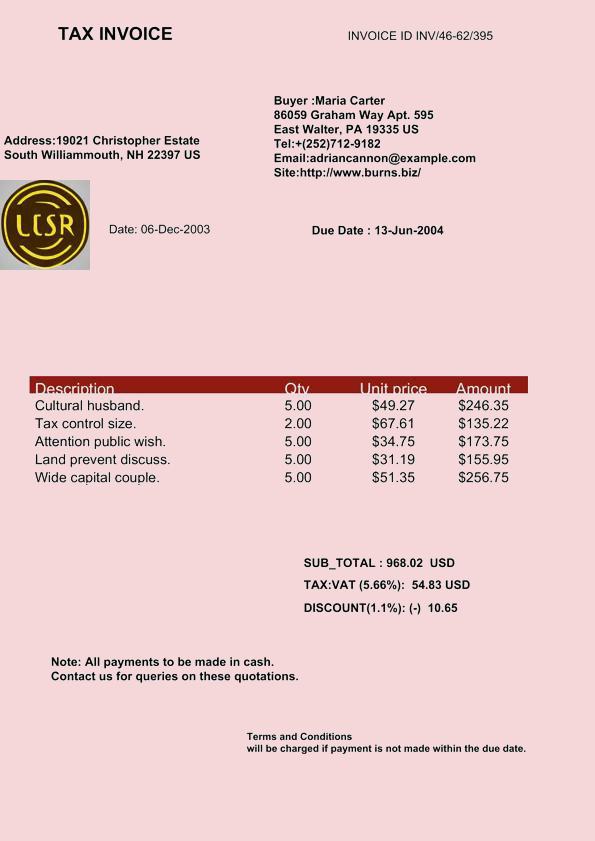 TAX INVOICE
INVOICE ID INV/46-62/395
Buyer :Maria Carter
86059 Graham Way Apt. 595
East Walter, PA 19335 US
Tel:+(252)712-9182
Email:adriancannon@example.com
Site:http://www.burns.biz/
Address:19021 Christopher Estate
South Williammouth, NH 22397 US
LCSR
Date: 06-Dec-2003
Due Date : 13-Jun-2004
Description Qty Unit price Amount
Cultural husband. 5.00 $49.27 $246.35
Tax control size. 2.00 $67.61 $135.22
Attention public wish. 5.00 $34.75 $173.75
Land prevent discuss. 5.00 $31.19 $155.95
Wide capital couple. 5.00 $51.35 $256.75
SUB_TOTAL : 968.02 USD
TAX:VAT (5.66%): 54.83 USD
DISCOUNT(1.1%): (-) 10.65
Note: All payments to be made in cash.
Contact us for queries on these quotations.
Terms and Conditions
will be charged if payment is not made within the due date.